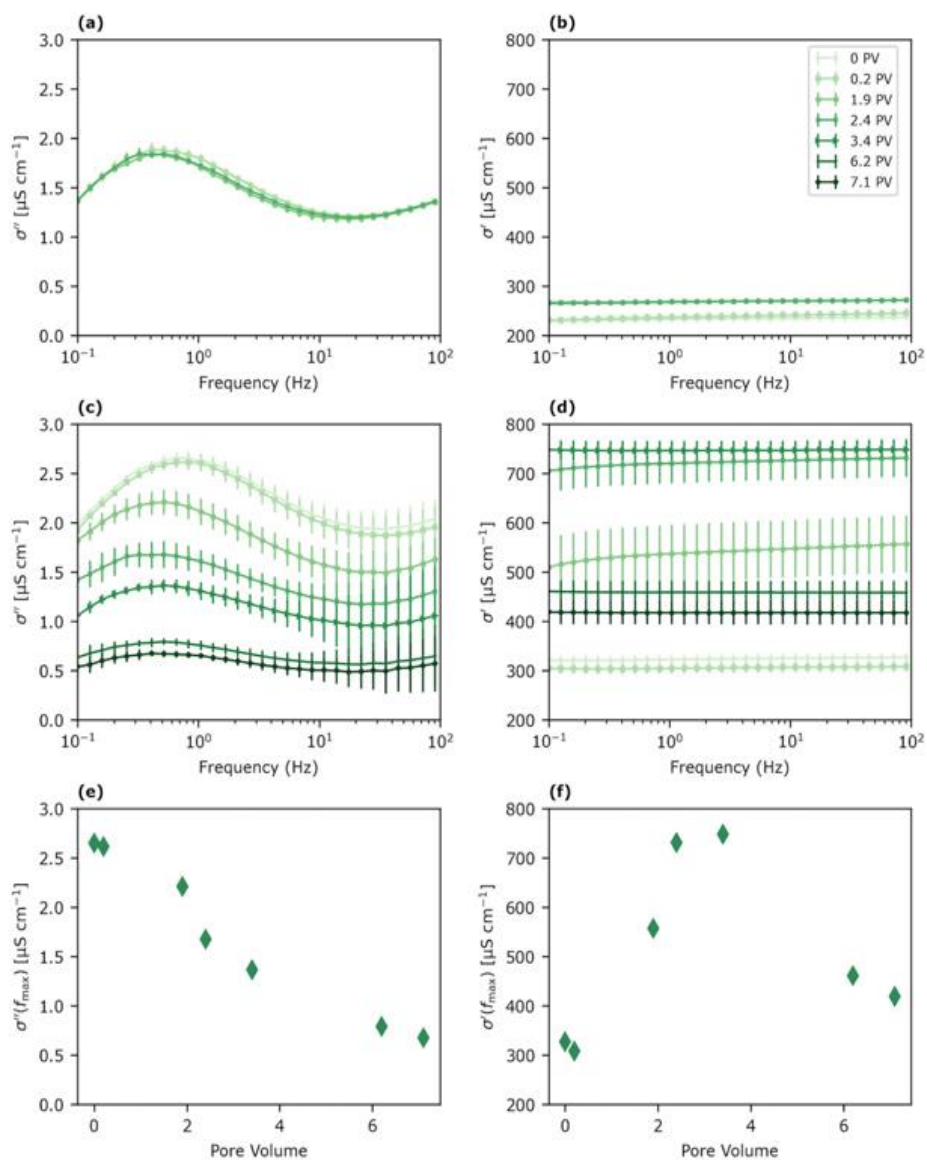 (a)
3.0
2.5
2.0
1.5
1.0
0.5
0.0
σ″ [μS cm⁻¹]
10⁻¹ 10⁰ 10¹ 10²
Frequency (Hz)
(b)
800
700
600
500
400
300
200
σ′ [μS cm⁻¹]
0 PV
0.2 PV
1.9 PV
2.4 PV
3.4 PV
6.2 PV
7.1 PV
10⁻¹ 10⁰ 10¹ 10²
Frequency (Hz)
(c)
3.0
2.5
2.0
1.5
1.0
0.5
0.0
σ″ [μS cm⁻¹]
10⁻¹ 10⁰ 10¹ 10²
Frequency (Hz)
(d)
800
700
600
500
400
300
200
σ′ [μS cm⁻¹]
10⁻¹ 10⁰ 10¹ 10²
Frequency (Hz)
(e)
3.0
2.5
2.0
1.5
1.0
0.5
0.0
σ″(fmax) [μS cm⁻¹]
0 2 4 6
Pore Volume
(f)
800
700
600
500
400
300
200
σ′(fmax) [μS cm⁻¹]
0 2 4 6
Pore Volume